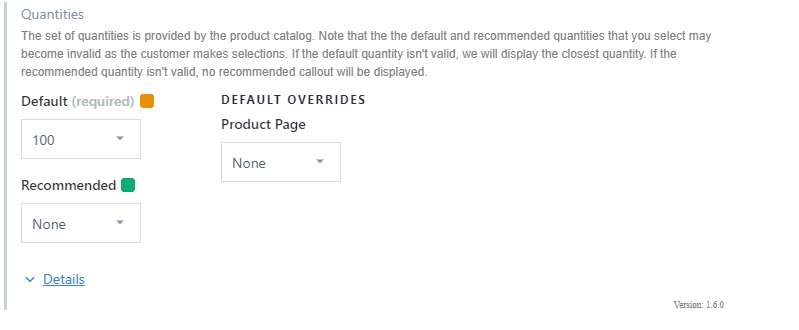 Quantities
The set of quantities is provided by the product catalog. Note that the the default and recommended quantities that you select may
become invalid as the customer makes selections. If the default quantity isn't valid, we will display the closest quantity. If the
recommended quantity isn't valid, no recommended callout will be displayed.
Default (required)
100
Recommended
None
DEFAULT OVERRIDES
Product Page
None
Details
Version: 1.6.0